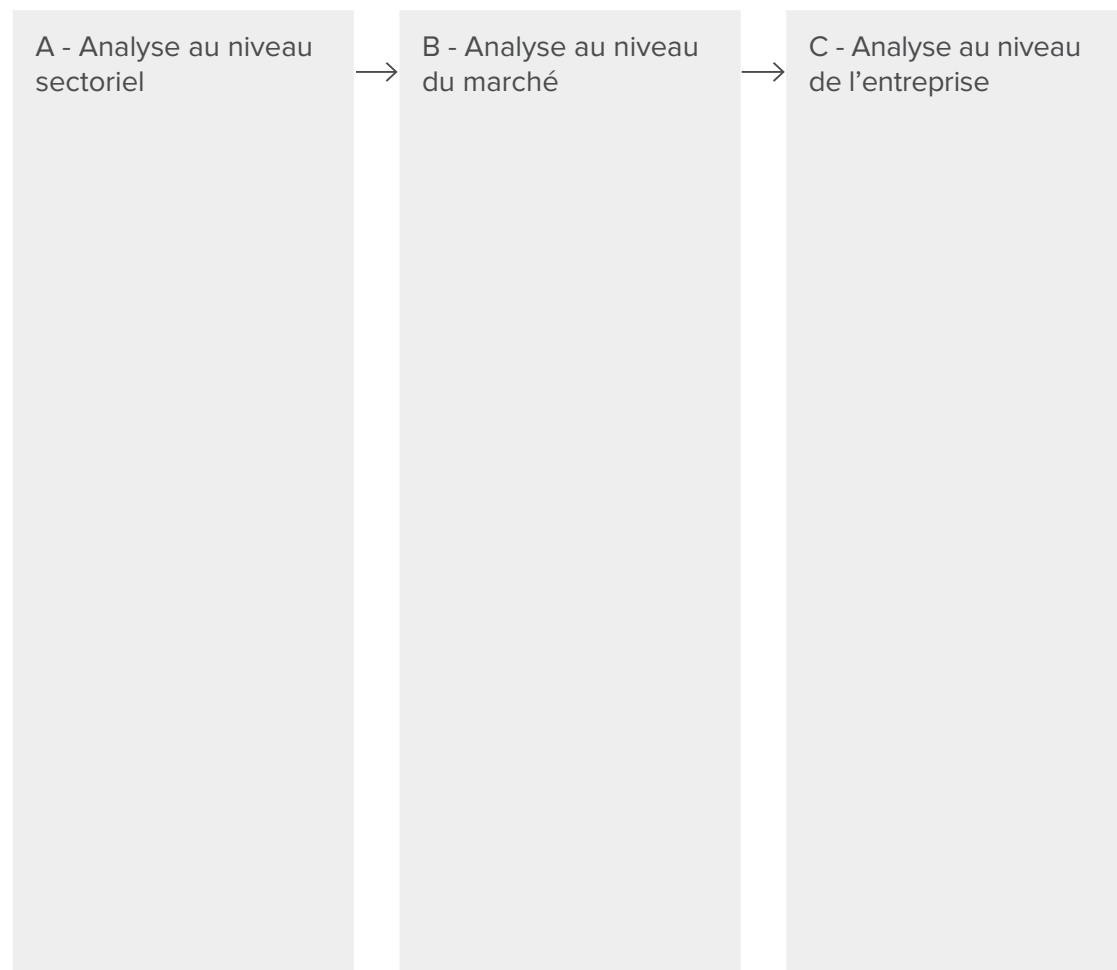 A - Analyse au niveau
sectoriel
B - Analyse au niveau
du marché
C - Analyse au niveau
de l’entreprise